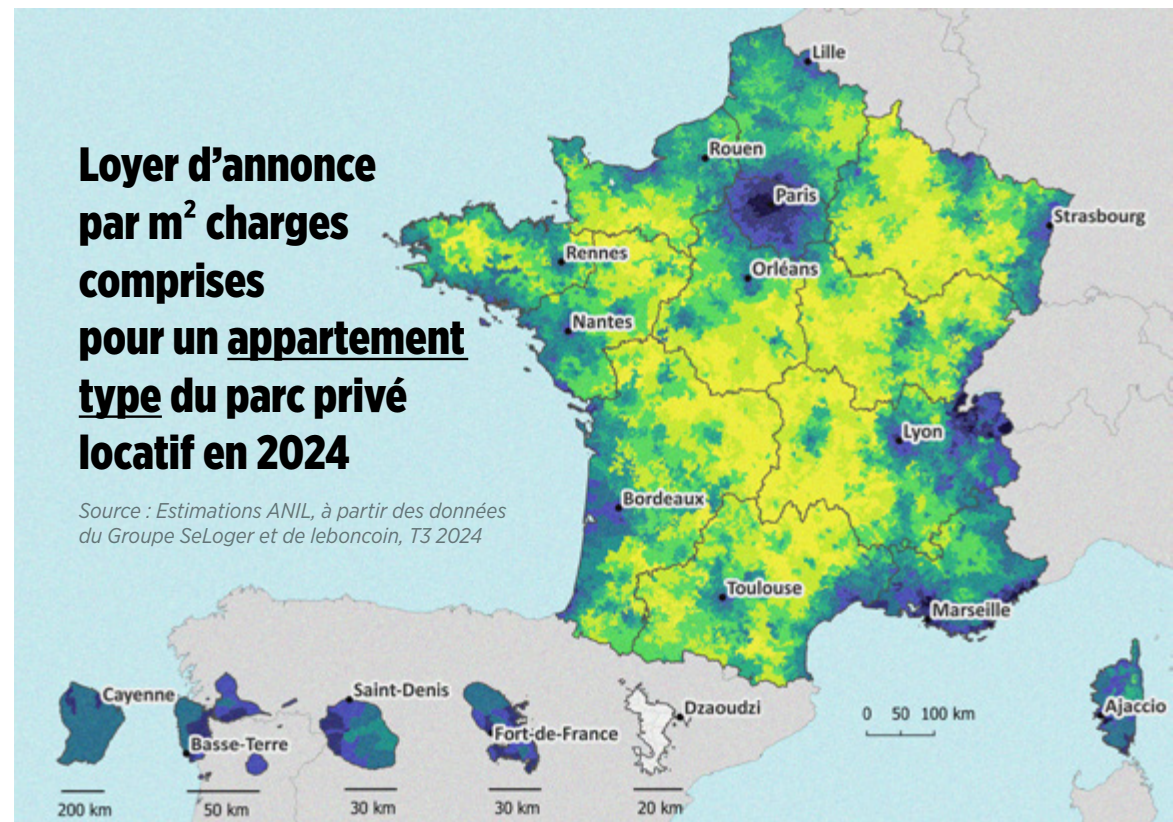 Loyer d’annonce
par m² charges
comprises
pour un appartement
type du parc privé
locatif en 2024
Source : Estimations ANIL, à partir des données
du Groupe SeLoger et de leboncoin, T3 2024
Lille
Rouen
Paris
Strasbourg
Rennes
Orléans
Nantes
Lyon
Bordeaux
Toulouse
Marseille
Cayenne
Basse-Terre
Saint-Denis
Fort-de-France
Dzaoudzi
Ajaccio
0 50 100 km
200 km
50 km
30 km
30 km
20 km